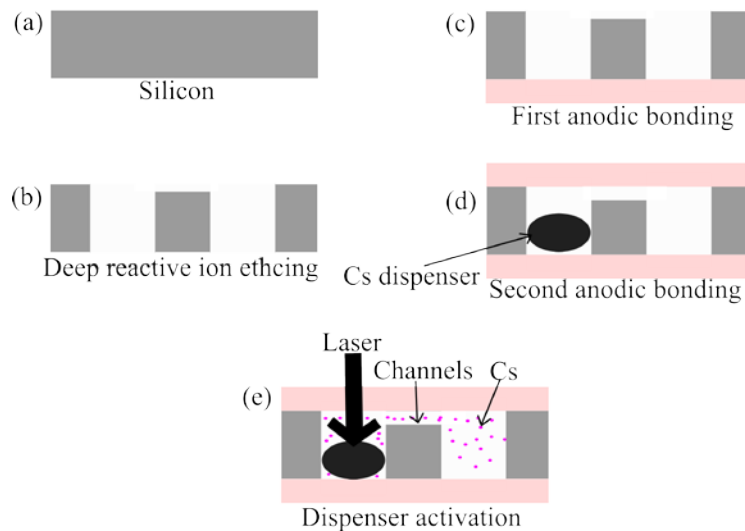 (a)
Silicon
(b)
Deep reactive ion ethcing
(c)
First anodic bonding
(d)
Cs dispenser
Second anodic bonding
(e)
Laser
Channels
Cs
Dispenser activation